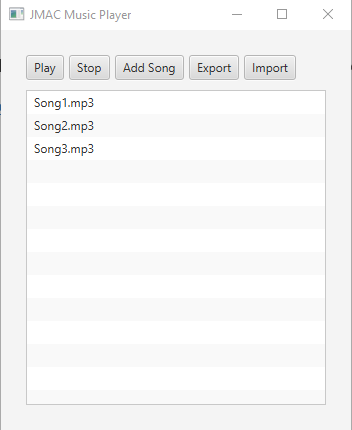 JMAC Music Player
Play Stop Add Song Export Import
Song1.mp3
Song2.mp3
Song3.mp3